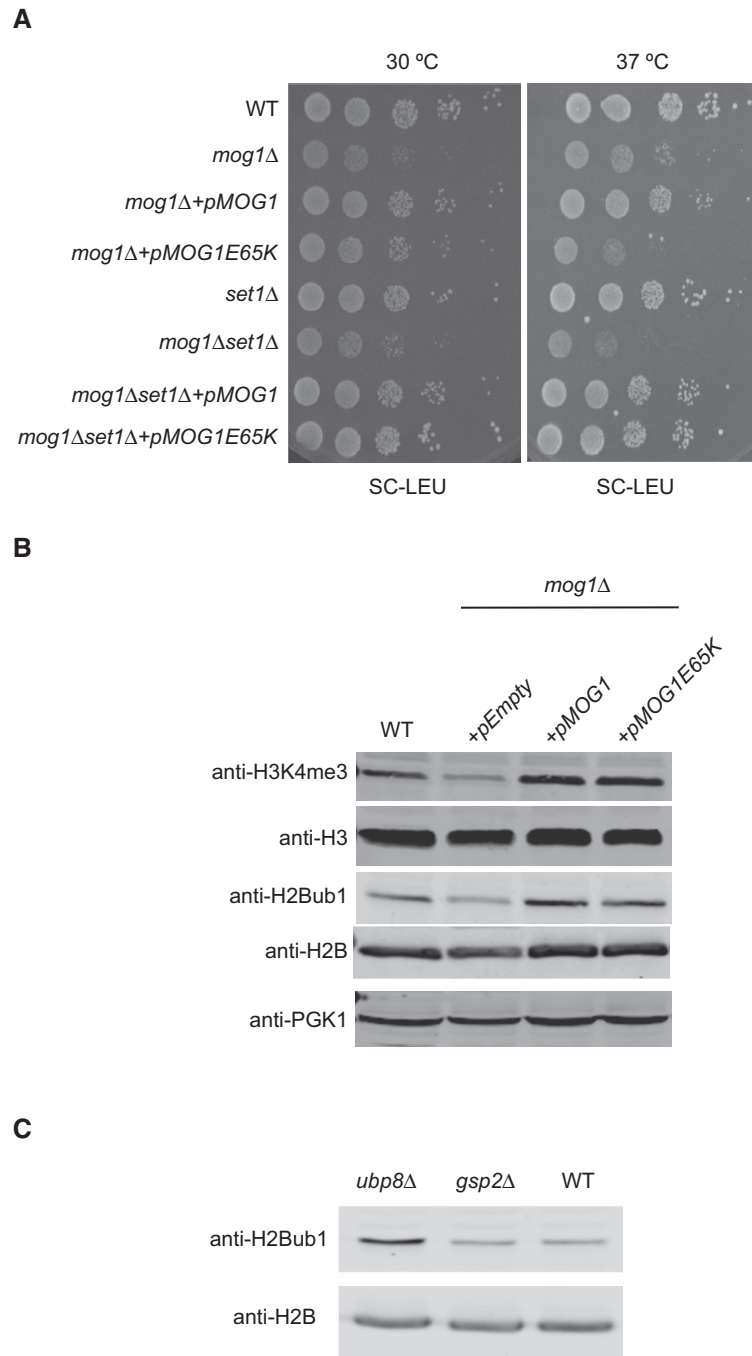 A
30 ºC
37 ºC
WT
mog1Δ
mog1Δ+pMOG1
mog1Δ+pMOG1E65K
set1Δ
mog1Δset1Δ
mog1Δset1Δ+pMOG1
mog1Δset1Δ+pMOG1E65K
SC-LEU
SC-LEU
B
mog1Δ
WT
+pEmpty
+pMOG1
+pMOG1E65K
anti-H3K4me3
anti-H3
anti-H2Bub1
anti-H2B
anti-PGK1
C
ubp8Δ
gsp2Δ
WT
anti-H2Bub1
anti-H2B